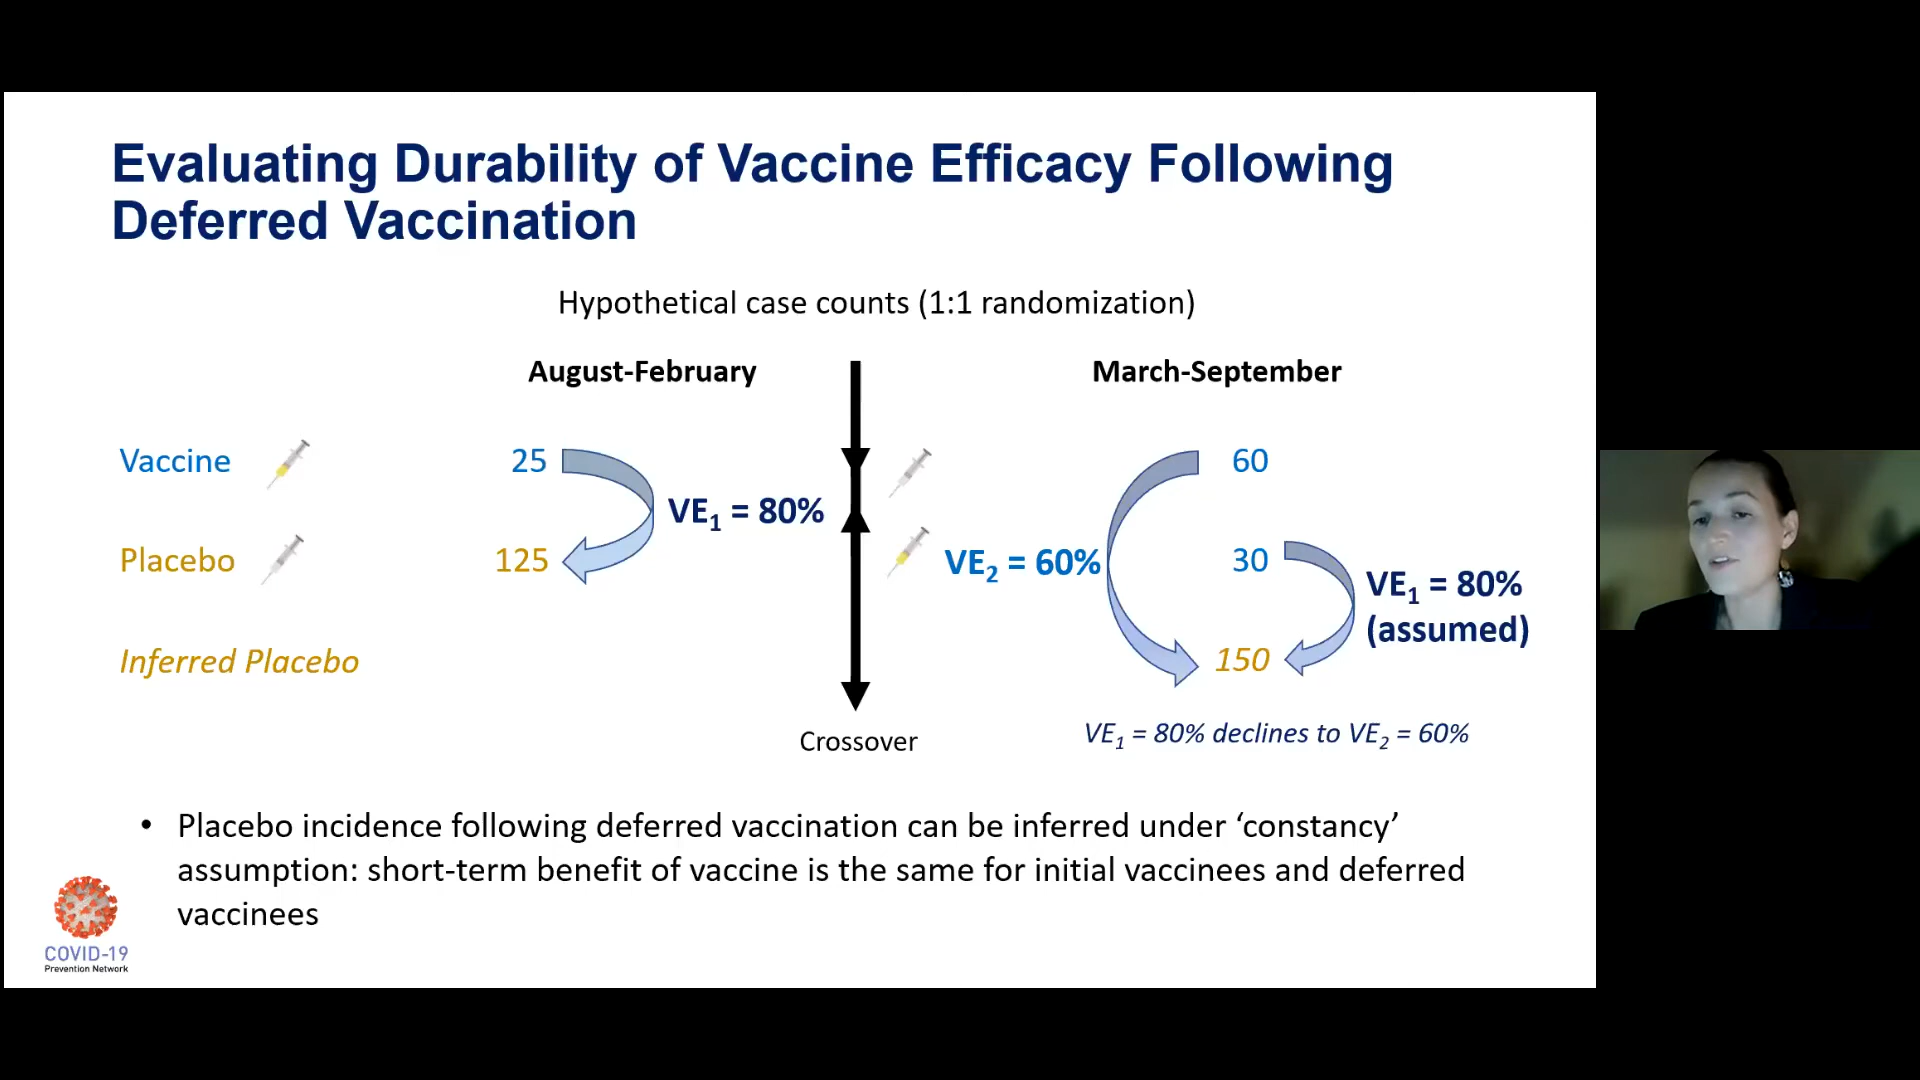 Evaluating Durability of Vaccine Efficacy Following
Deferred Vaccination
Hypothetical case counts (1:1 randomization)
August-February
March-September
Vaccine
25
60
VE1 = 80%
Placebo
125
VE2 = 60%
30
VE1 = 80%
(assumed)
Inferred Placebo
150
Crossover
VE1 = 80% declines to VE2 = 60%
• Placebo incidence following deferred vaccination can be inferred under ‘constancy’
assumption: short-term benefit of vaccine is the same for initial vaccinees and deferred
vaccinees
COVID-19
Prevention Network